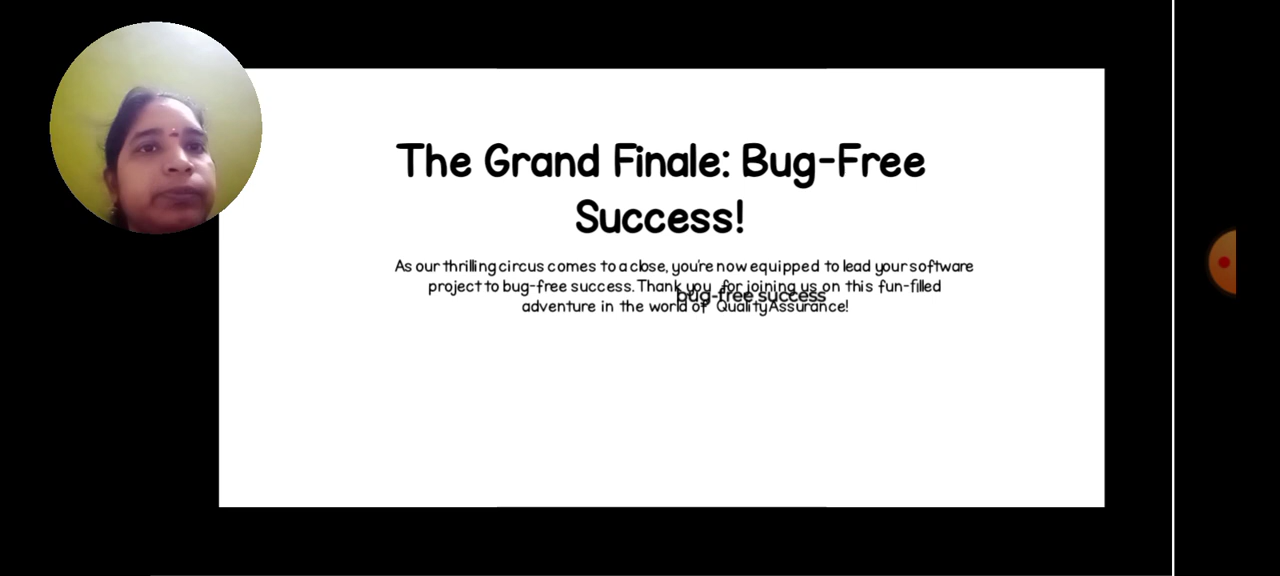 The Grand Finale: Bug-Free
Success!
As our thrilling circus comes to a close, you're now equipped to lead your software
project to bug-free success. Thank you for joining us on this fun-filled
bug-free success
adventure in the world of QualityAssurance!